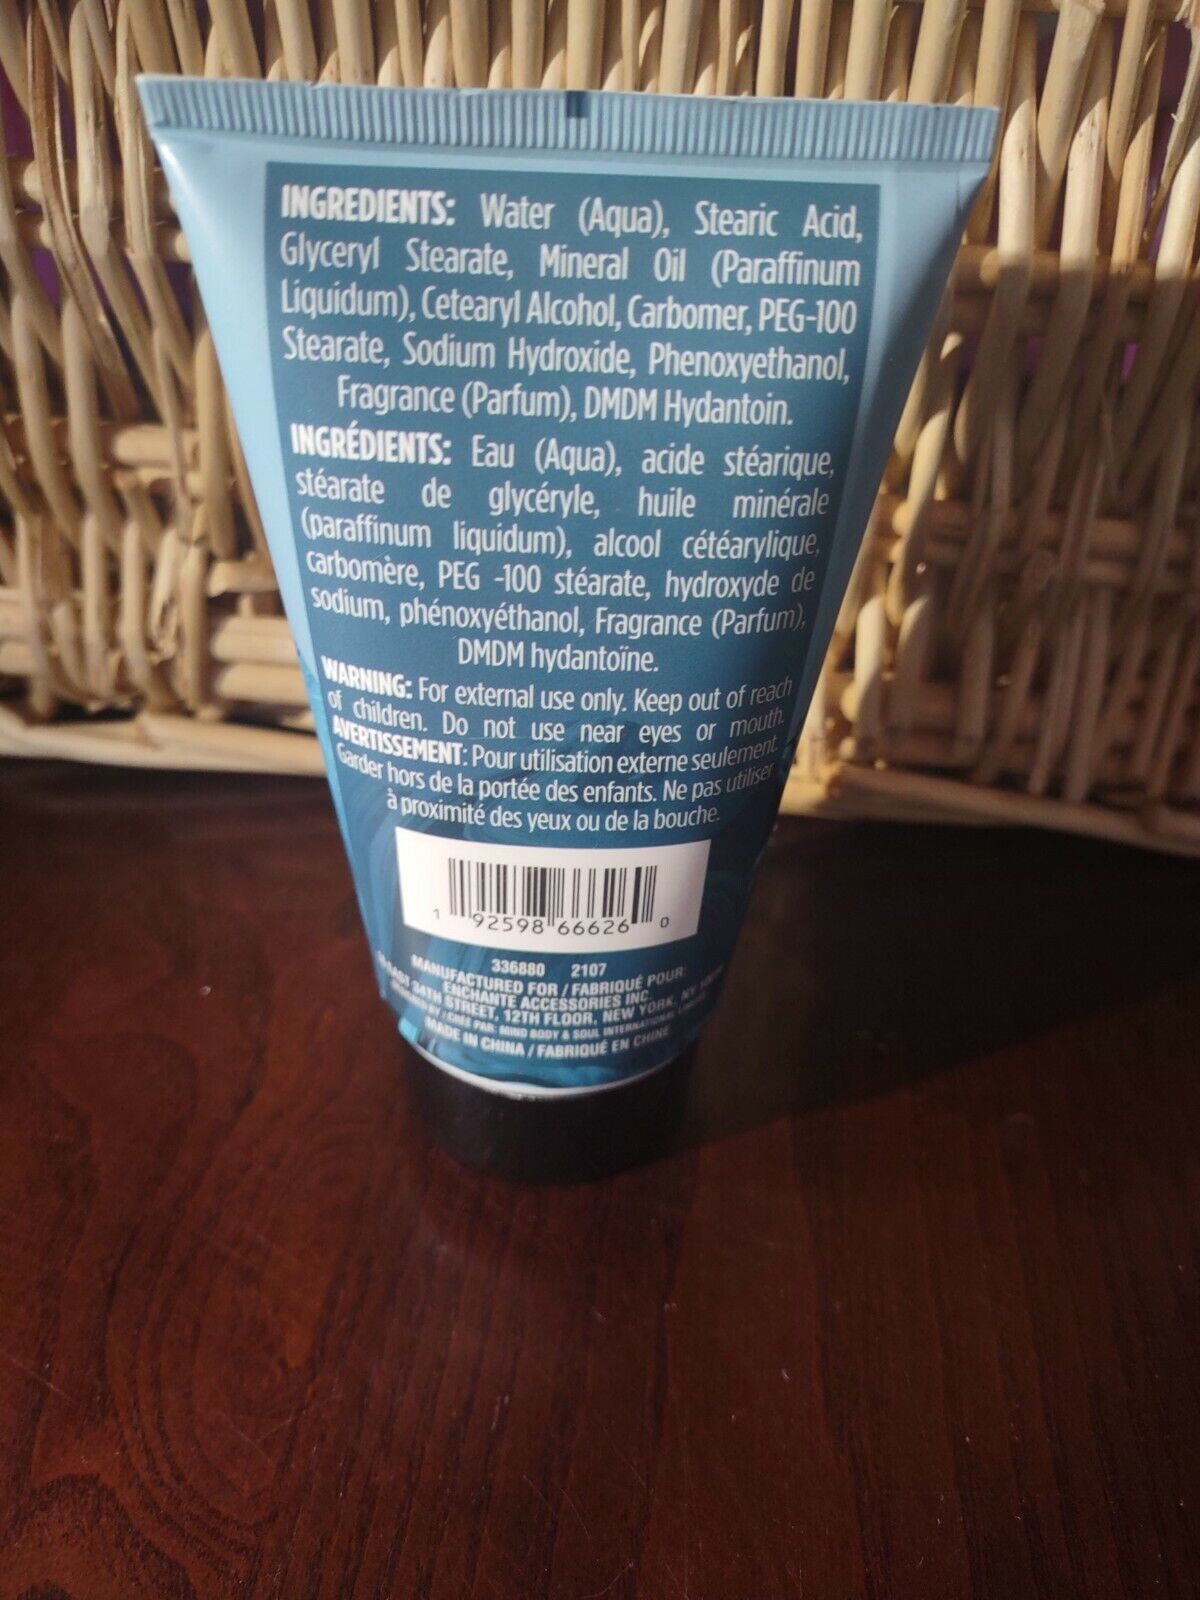 INGREDIENTS: Water (Aqua), Stearic Acid,
Glyceryl Stearate, Mineral Oil (Paraffinum
Liquidum), Cetearyl Alcohol, Carbomer, PEG-100
Stearate, Sodium Hydroxide, Phenoxyethanol,
Fragrance (Parfum), DMDM Hydantoin.
INGRÉDIENTS: Eau (Aqua), acide stéarique,
stéarate de glycéryle, huile minérale
(paraffinum liquidum), alcool cétéarylique,
carbomère, PEG -100 stéarate, hydroxyde de
sodium, phénoxyéthanol, Fragrance (Parfum),
DMDM hydantoïne.
WARNING: For external use only. Keep out of reach
of children. Do not use near eyes or mouth.
AVERTISSEMENT: Pour utilisation externe seulement.
Garder hors de la portée des enfants. Ne pas utiliser
à proximité des yeux ou de la bouche.
1 92598 66626 0
336880 2107
MANUFACTURED FOR / FABRIQUÉ POUR:
ENCHANTE ACCESSORIES INC.
EAST 34TH STREET, 12TH FLOOR, NEW YORK, NY
BY / CRÉÉ PAR: MIND BODY & SOUL INTERNATIONAL
MADE IN CHINA / FABRIQUÉ EN CHINE